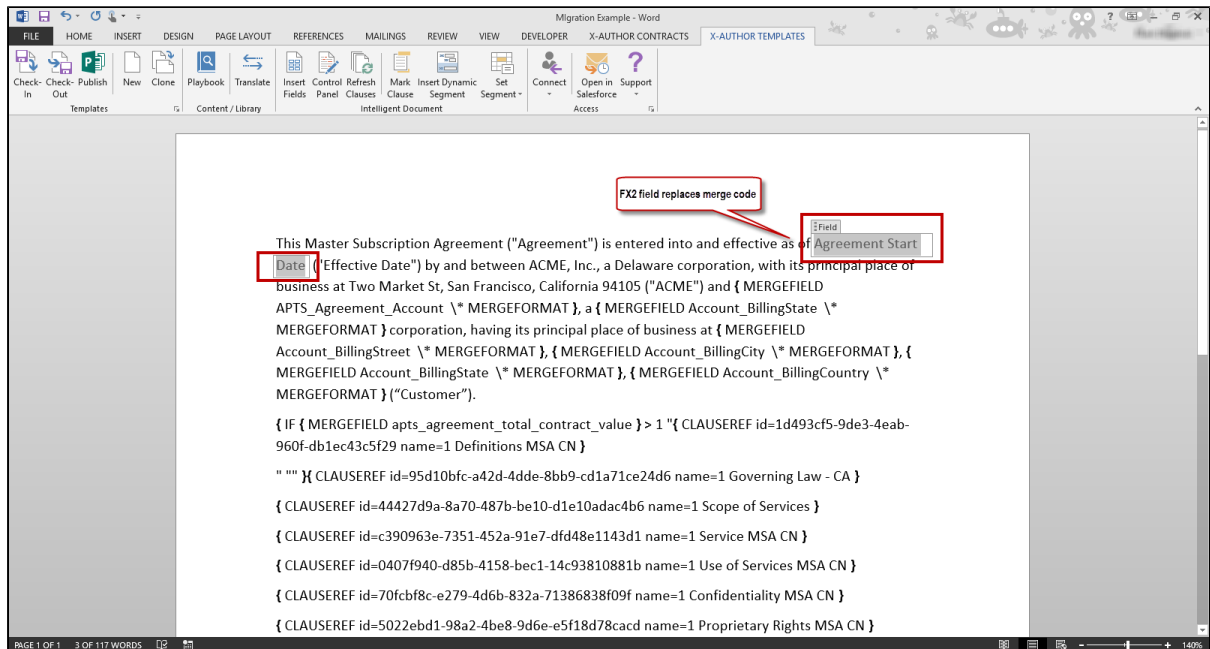 MIgration Example - Word
?
FILE HOME INSERT DESIGN PAGE LAYOUT REFERENCES MAILINGS REVIEW VIEW DEVELOPER X-AUTHOR CONTRACTS X-AUTHOR TEMPLATES
Check- Check- Publish New Clone Playbook Translate Insert Control Refresh Mark Insert Dynamic Set Connect Open in Support
In Out Fields Panel Clauses Clause Segment Segment Salesforce
Templates Content / Library Intelligent Document Access
FX2 field replaces merge code
Field
This Master Subscription Agreement ("Agreement") is entered into and effective as of Agreement Start
Date ("Effective Date") by and between ACME, Inc., a Delaware corporation, with its principal place of
business at Two Market St, San Francisco, California 94105 ("ACME") and { MERGEFIELD
APTS_Agreement_Account \* MERGEFORMAT }, a { MERGEFIELD Account_BillingState \*
MERGEFORMAT } corporation, having its principal place of business at { MERGEFIELD
Account_BillingStreet \* MERGEFORMAT }, { MERGEFIELD Account_BillingCity \* MERGEFORMAT }, {
MERGEFIELD Account_BillingState \* MERGEFORMAT }, { MERGEFIELD Account_BillingCountry \*
MERGEFORMAT } (“Customer”).
{ IF { MERGEFIELD apts_agreement_total_contract_value } > 1 "{ CLAUSEREF id=1d493cf5-9de3-4eab-
960f-db1ec43c5f29 name=1 Definitions MSA CN }
" "" }{ CLAUSEREF id=95d10bfc-a42d-4dde-8bb9-cd1a71ce24d6 name=1 Governing Law - CA }
{ CLAUSEREF id=44427d9a-8a70-487b-be10-d1e10adac4b6 name=1 Scope of Services }
{ CLAUSEREF id=c390963e-7351-452a-91e7-dfd48e1143d1 name=1 Service MSA CN }
{ CLAUSEREF id=0407f940-d85b-4158-bec1-14c93810881b name=1 Use of Services MSA CN }
{ CLAUSEREF id=70fcbf8c-e279-4d6b-832a-71386838f09f name=1 Confidentiality MSA CN }
{ CLAUSEREF id=5022ebd1-98a2-4be8-9d6e-e5f18d78cacd name=1 Proprietary Rights MSA CN }
PAGE 1 OF 1 3 OF 117 WORDS 140%